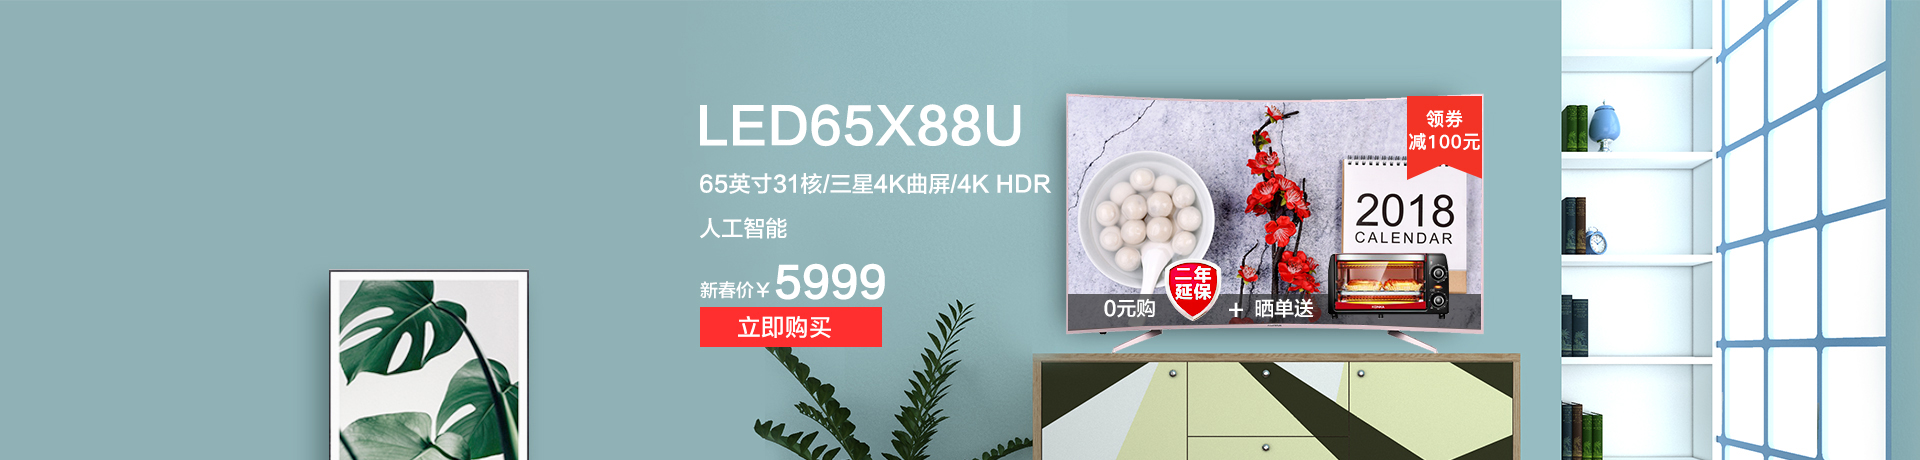 LED65X88U
65英寸31核/三星4K曲屏/4K HDR
人工智能
新春价¥5999
立即购买
领券
减100元
2018
CALENDAR
0元购
二年
延保
+ 晒单送
KONKA